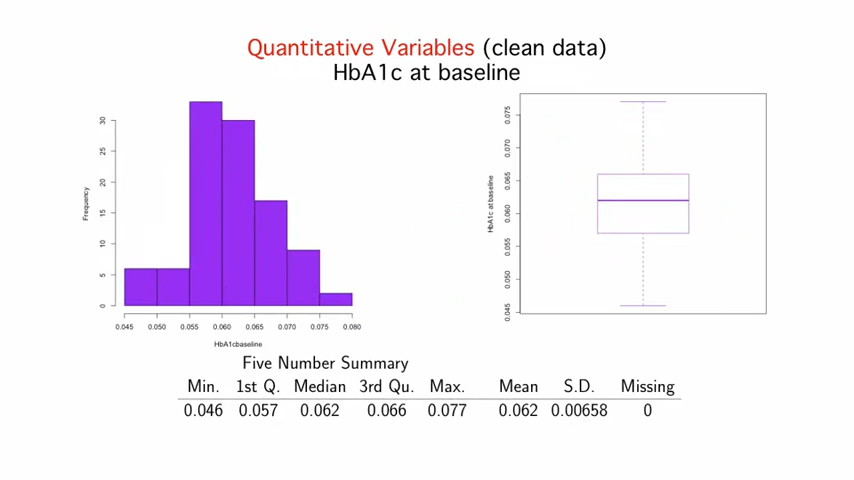 Quantitative Variables (clean data)
HbA1c at baseline
Frequency
30
25
20
15
10
5
0
0.045 0.050 0.055 0.060 0.065 0.070 0.075 0.080
HbA1cbaseline
HbA1c at baseline
0.075
0.070
0.065
0.060
0.055
0.050
0.045
Five Number Summary
Min. 1st Q. Median 3rd Qu. Max. Mean S.D. Missing
0.046 0.057 0.062 0.066 0.077 0.062 0.00658 0